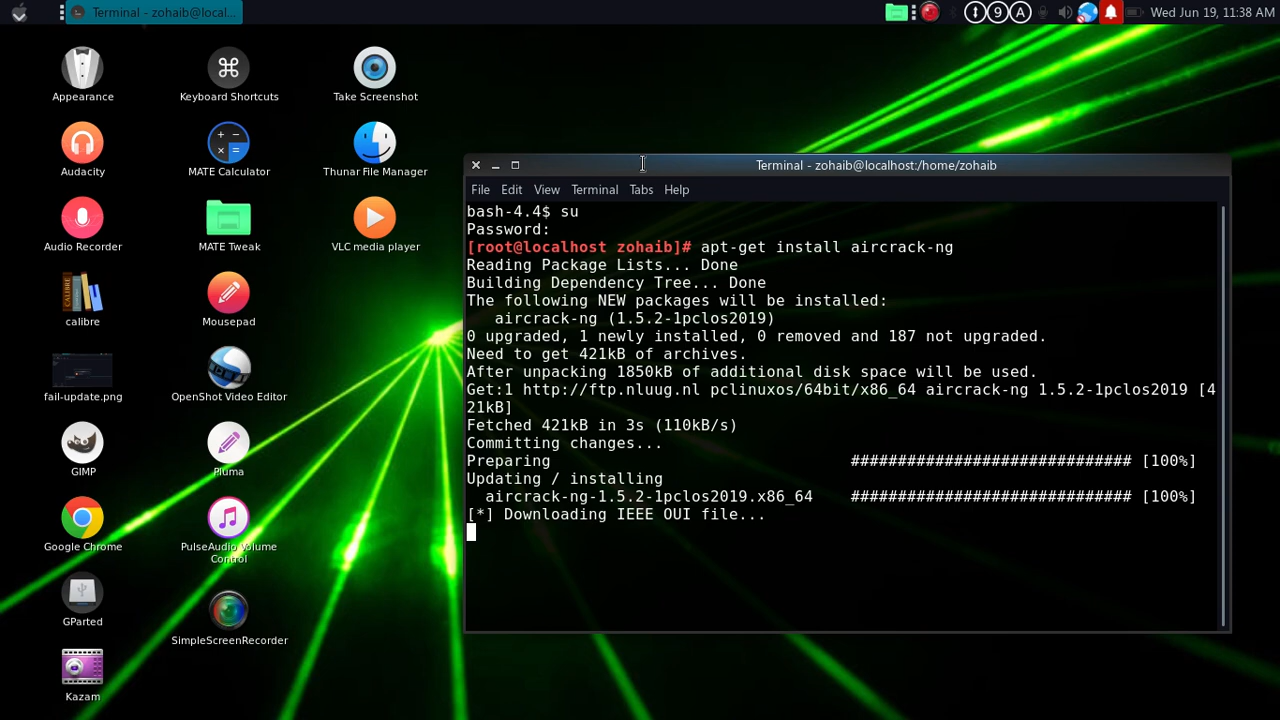 Terminal - zohaib@local...
9
A
Wed Jun 19, 11:38 AM
Appearance
Keyboard Shortcuts
Take Screenshot
Audacity
MATE Calculator
Thunar File Manager
Audio Recorder
MATE Tweak
VLC media player
CALIBRE
calibre
Mousepad
fail-update.png
OpenShot Video Editor
GIMP
Pluma
Google Chrome
PulseAudio Volume
Control
GParted
SimpleScreenRecorder
Kazam
Terminal - zohaib@localhost:/home/zohaib
File Edit View Terminal Tabs Help
bash-4.4$ su
Password:
[root@localhost zohaib]# apt-get install aircrack-ng
Reading Package Lists... Done
Building Dependency Tree... Done
The following NEW packages will be installed:
aircrack-ng (1.5.2-1pclos2019)
0 upgraded, 1 newly installed, 0 removed and 187 not upgraded.
Need to get 421kB of archives.
After unpacking 1850kB of additional disk space will be used.
Get:1 http://ftp.nluug.nl pclinuxos/64bit/x86_64 aircrack-ng 1.5.2-1pclos2019 [4
21kB]
Fetched 421kB in 3s (110kB/s)
Committing changes...
Preparing ############################## [100%]
Updating / installing
aircrack-ng-1.5.2-1pclos2019.x86_64 ############################## [100%]
[*] Downloading IEEE OUI file...